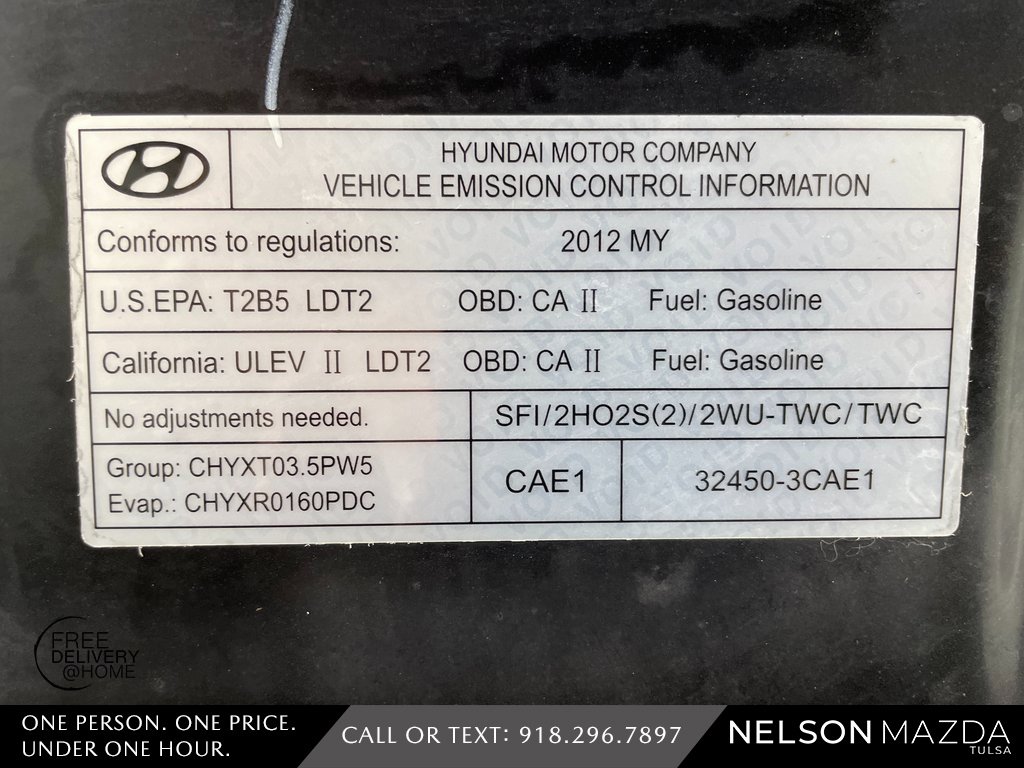 HYUNDAI MOTOR COMPANY
VEHICLE EMISSION CONTROL INFORMATION
Conforms to regulations: 2012 MY
U.S.EPA: T2B5 LDT2 OBD: CA II Fuel: Gasoline
California: ULEV II LDT2 OBD: CA II Fuel: Gasoline
No adjustments needed. SFI/2HO2S(2)/2WU-TWC/TWC
Group: CHYXT03.5PW5
Evap.: CHYXR0160PDC
CAE1 32450-3CAE1
FREE
DELIVERY
@HOME
ONE PERSON. ONE PRICE.
UNDER ONE HOUR.
CALL OR TEXT: 918.296.7897
NELSON MAZDA
TULSA